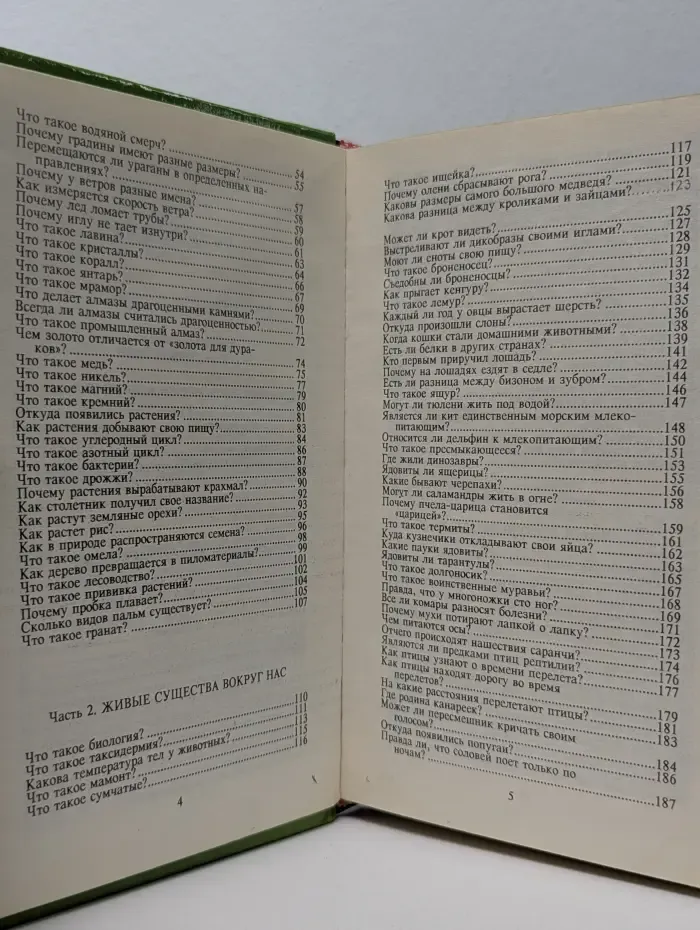 Что такое водяной смерч? 54
Почему градины имеют разные размеры? 55
Перемещаются ли ураганы в определенных на-
правлениях? 57
Почему у ветров разные имена? 58
Как измеряется скорость ветра? 59
Почему лед ломает трубы? 60
Почему иглу не тает изнутри? 61
Что такое лавина? 63
Что такое кристаллы? 64
Что такое коралл? 66
Что такое янтарь? 67
Что такое мрамор? 69
Что делает алмазы драгоценными камнями? 70
Всегда ли алмазы считались драгоценностью? 71
Что такое промышленный алмаз? 72
Чем золото отличается от «золота для дура-
ков»? 74
Что такое медь? 75
Что такое никель? 77
Что такое магний? 79
Что такое кремний? 80
Откуда появились растения? 81
Как растения добывают свою пищу? 83
Что такое углеродный цикл? 84
Что такое азотный цикл? 86
Что такое бактерии? 87
Что такое дрожжи? 88
Почему растения вырабатывают крахмал? 90
Как столетник получил свое название? 92
Как растут земляные орехи? 93
Как растет рис? 95
Как в природе распространяются семена? 96
Что такое омела? 98
Как дерево превращается в пиломатериалы? 99
Что такое лесоводство? 101
Что такое прививка растений? 102
Почему пробка плавает? 104
Сколько видов пальм существует? 105
Что такое гранат? 107
Часть 2. ЖИВЫЕ СУЩЕСТВА ВОКРУГ НАС
Что такое биология? 110
Что такое таксидермия? 111
Какова температура тел у животных? 113
Что такое мамонт? 115
Что такое сумчатые? 116
4
Что такое ищейка? 117
Почему олени сбрасывают рога? 119
Каковы размеры самого большого медведя? 121
Какова разница между кроликами и зайцами? 123
Может ли крот видеть? 125
Выстреливают ли дикобразы своими иглами? 127
Моют ли еноты свою пищу? 128
Что такое броненосец? 129
Съедобны ли броненосцы? 131
Как прыгает кенгуру? 132
Что такое лемур? 134
Каждый ли год у овцы вырастает шерсть? 135
Откуда произошли слоны? 136
Когда кошки стали домашними животными? 138
Есть ли белки в других странах? 139
Кто первым приручил лошадь? 141
Почему на лошадях ездят в седле? 142
Есть ли разница между бизоном и зубром? 144
Что такое ящур? 146
Могут ли тюлени жить под водой? 147
Является ли кит единственным морским млеко-
питающим? 148
Относится ли дельфин к млекопитающим? 150
Что такое пресмыкающееся? 151
Где жили динозавры? 153
Ядовиты ли ящерицы? 155
Какие бывают черепахи? 156
Могут ли саламандры жить в огне? 158
Почему пчела-царица становится
«царицей»? 159
Что такое термиты? 161
Куда кузнечики откладывают свои яйца? 162
Какие пауки ядовиты? 163
Ядовиты ли тарантулы? 165
Что такое долгоносик? 167
Что такое воинственные муравьи? 168
Правда, что у многоножки сто ног? 169
Все ли комары разносят болезни? 171
Почему мухи потирают лапкой о лапку? 172
Чем питаются осы? 173
Отчего происходят нашествия саранчи? 174
Являются ли предками птиц рептилии? 176
Как птицы узнают о времени перелета? 177
Как птицы находят дорогу во время
перелетов? 179
На какие расстояния перелетают птицы? 181
Где родина канареек? 183
Может ли пересмешник кричать своим
голосом? 184
Откуда появились попугаи? 186
Правда ли, что соловей поет только по
ночам? 187
5